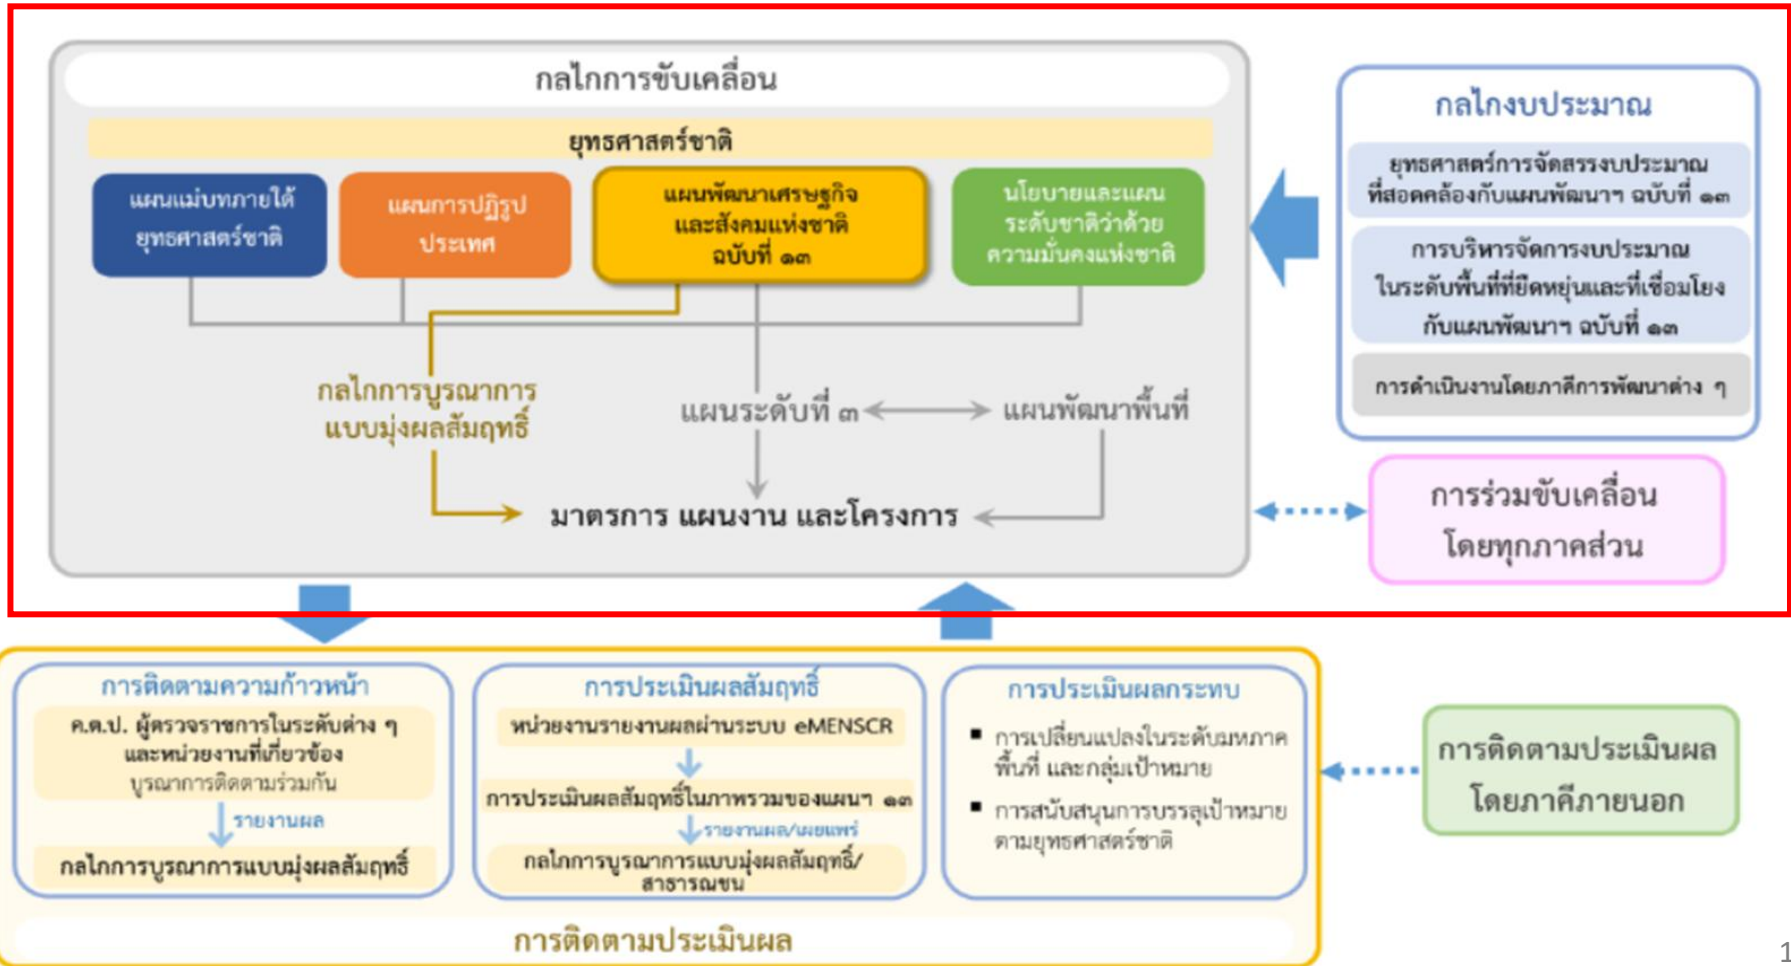 กลไกการขับเคลื่อน
ยุทธศาสตร์ชาติ
แผนแม่บทภายใต้
ยุทธศาสตร์ชาติ
แผนการปฏิรูป
ประเทศ
แผนพัฒนาเศรษฐกิจ
และสังคมแห่งชาติ
ฉบับที่ ๑๓
นโยบายและแผน
ระดับชาติว่าด้วย
ความมั่นคงแห่งชาติ
กลไกการบูรณาการ
แบบมุ่งผลสัมฤทธิ์
แผนระดับที่ ๓
แผนพัฒนาพื้นที่
มาตรการ แผนงาน และโครงการ
กลไกงบประมาณ
ยุทธศาสตร์การจัดสรรงบประมาณ
ที่สอดคล้องกับแผนพัฒนาฯ ฉบับที่ ๑๓
การบริหารจัดการงบประมาณ
ในระดับพื้นที่ที่ยืดหยุ่นและที่เชื่อมโยง
กับแผนพัฒนาฯ ฉบับที่ ๑๓
การดำเนินงานโดยภาคีการพัฒนาต่าง ๆ
การร่วมขับเคลื่อน
โดยทุกภาคส่วน
การติดตามความก้าวหน้า
ค.ต.ป. ผู้ตรวจราชการในระดับต่าง ๆ
และหน่วยงานที่เกี่ยวข้อง
บูรณาการติดตามร่วมกัน
รายงานผล
กลไกการบูรณาการแบบมุ่งผลสัมฤทธิ์
การประเมินผลสัมฤทธิ์
หน่วยงานรายงานผลผ่านระบบ eMENSCR
การประเมินผลสัมฤทธิ์ในภาพรวมของแผนฯ ๑๓
รายงานผล/เผยแพร่
กลไกการบูรณาการแบบมุ่งผลสัมฤทธิ์/
สาธารณชน
การประเมินผลกระทบ
▪ การเปลี่ยนแปลงในระดับมหภาค
พื้นที่ และกลุ่มเป้าหมาย
▪ การสนับสนุนการบรรลุเป้าหมาย
ตามยุทธศาสตร์ชาติ
การติดตามประเมินผล
โดยภาคีภายนอก
การติดตามประเมินผล
1